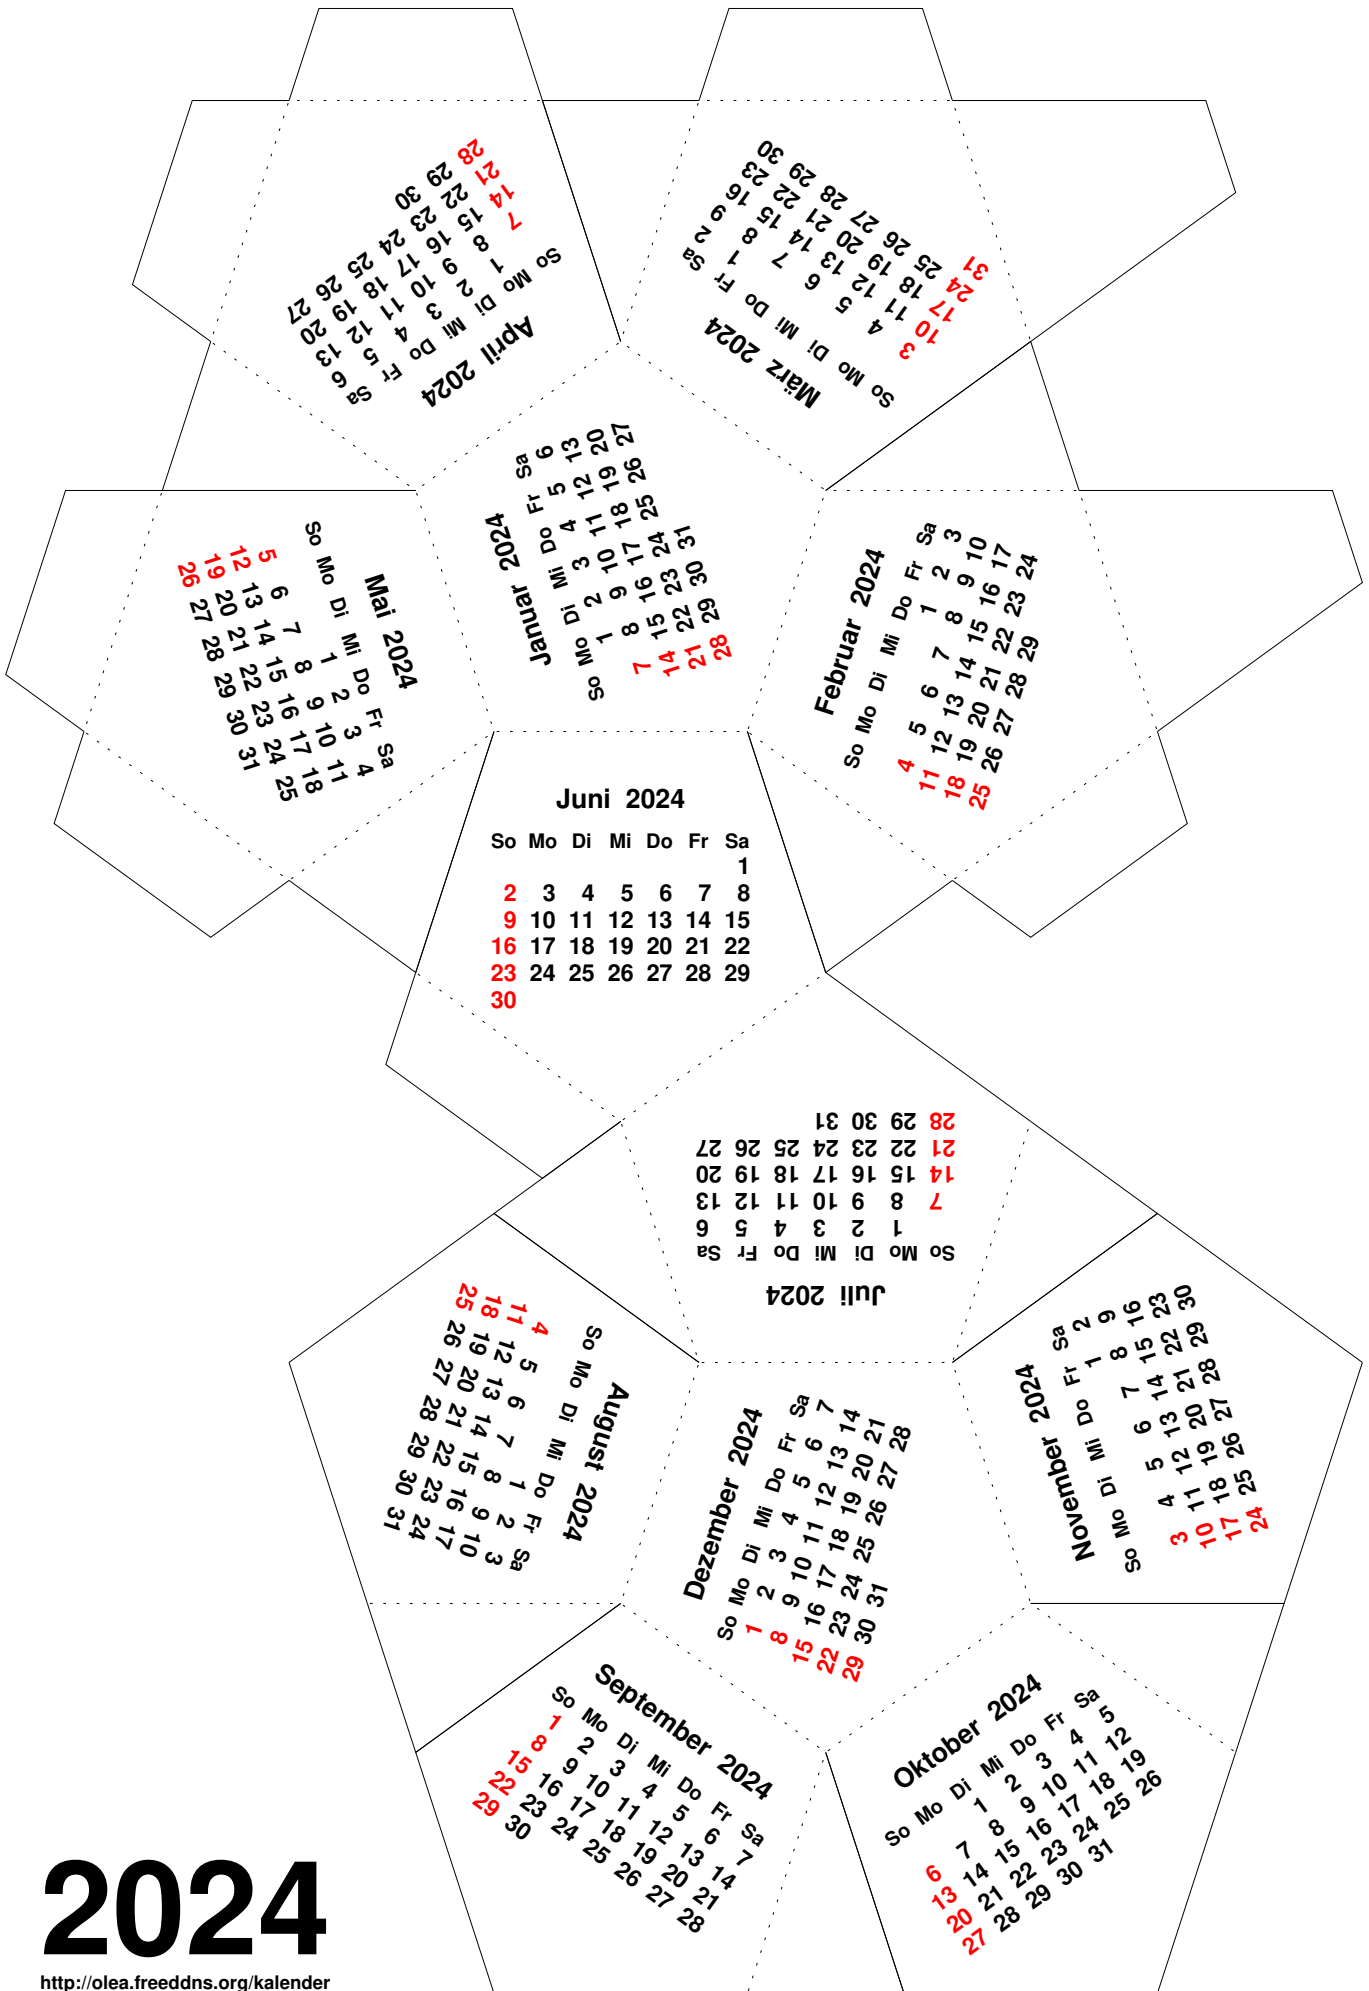 April 2024
So Mo Di Mi Do Fr Sa
1 2 3 4 5 6
7 8 9 10 11 12 13
14 15 16 17 18 19 20
21 22 23 24 25 26 27
28 29 30
März 2024
So Mo Di Mi Do Fr Sa
1 2
3 4 5 6 7 8 9
10 11 12 13 14 15 16
17 18 19 20 21 22 23
24 25 26 27 28 29 30
31
Januar 2024
So Mo Di Mi Do Fr Sa
1 2 3 4 5 6
7 8 9 10 11 12 13
14 15 16 17 18 19 20
21 22 23 24 25 26 27
28 29 30 31
Mai 2024
So Mo Di Mi Do Fr Sa
1 2 3 4
5 6 7 8 9 10 11
12 13 14 15 16 17 18
19 20 21 22 23 24 25
26 27 28 29 30 31
Februar 2024
So Mo Di Mi Do Fr Sa
1 2 3
4 5 6 7 8 9 10
11 12 13 14 15 16 17
18 19 20 21 22 23 24
25 26 27 28 29
Juni 2024
So Mo Di Mi Do Fr Sa
1
2 3 4 5 6 7 8
9 10 11 12 13 14 15
16 17 18 19 20 21 22
23 24 25 26 27 28 29
30
Juli 2024
So Mo Di Mi Do Fr Sa
1 2 3 4 5 6
7 8 9 10 11 12 13
14 15 16 17 18 19 20
21 22 23 24 25 26 27
28 29 30 31
August 2024
So Mo Di Mi Do Fr Sa
1 2 3
4 5 6 7 8 9 10
11 12 13 14 15 16 17
18 19 20 21 22 23 24
25 26 27 28 29 30 31
Dezember 2024
So Mo Di Mi Do Fr Sa
1 2 3 4 5 6 7
8 9 10 11 12 13 14
15 16 17 18 19 20 21
22 23 24 25 26 27 28
29 30 31
November 2024
So Mo Di Mi Do Fr Sa
1 2
3 4 5 6 7 8 9
10 11 12 13 14 15 16
17 18 19 20 21 22 23
24 25 26 27 28 29 30
September 2024
So Mo Di Mi Do Fr Sa
1 2 3 4 5 6 7
8 9 10 11 12 13 14
15 16 17 18 19 20 21
22 23 24 25 26 27 28
29 30
Oktober 2024
So Mo Di Mi Do Fr Sa
1 2 3 4 5
6 7 8 9 10 11 12
13 14 15 16 17 18 19
20 21 22 23 24 25 26
27 28 29 30 31
2024
http://olea.freeddns.org/kalender